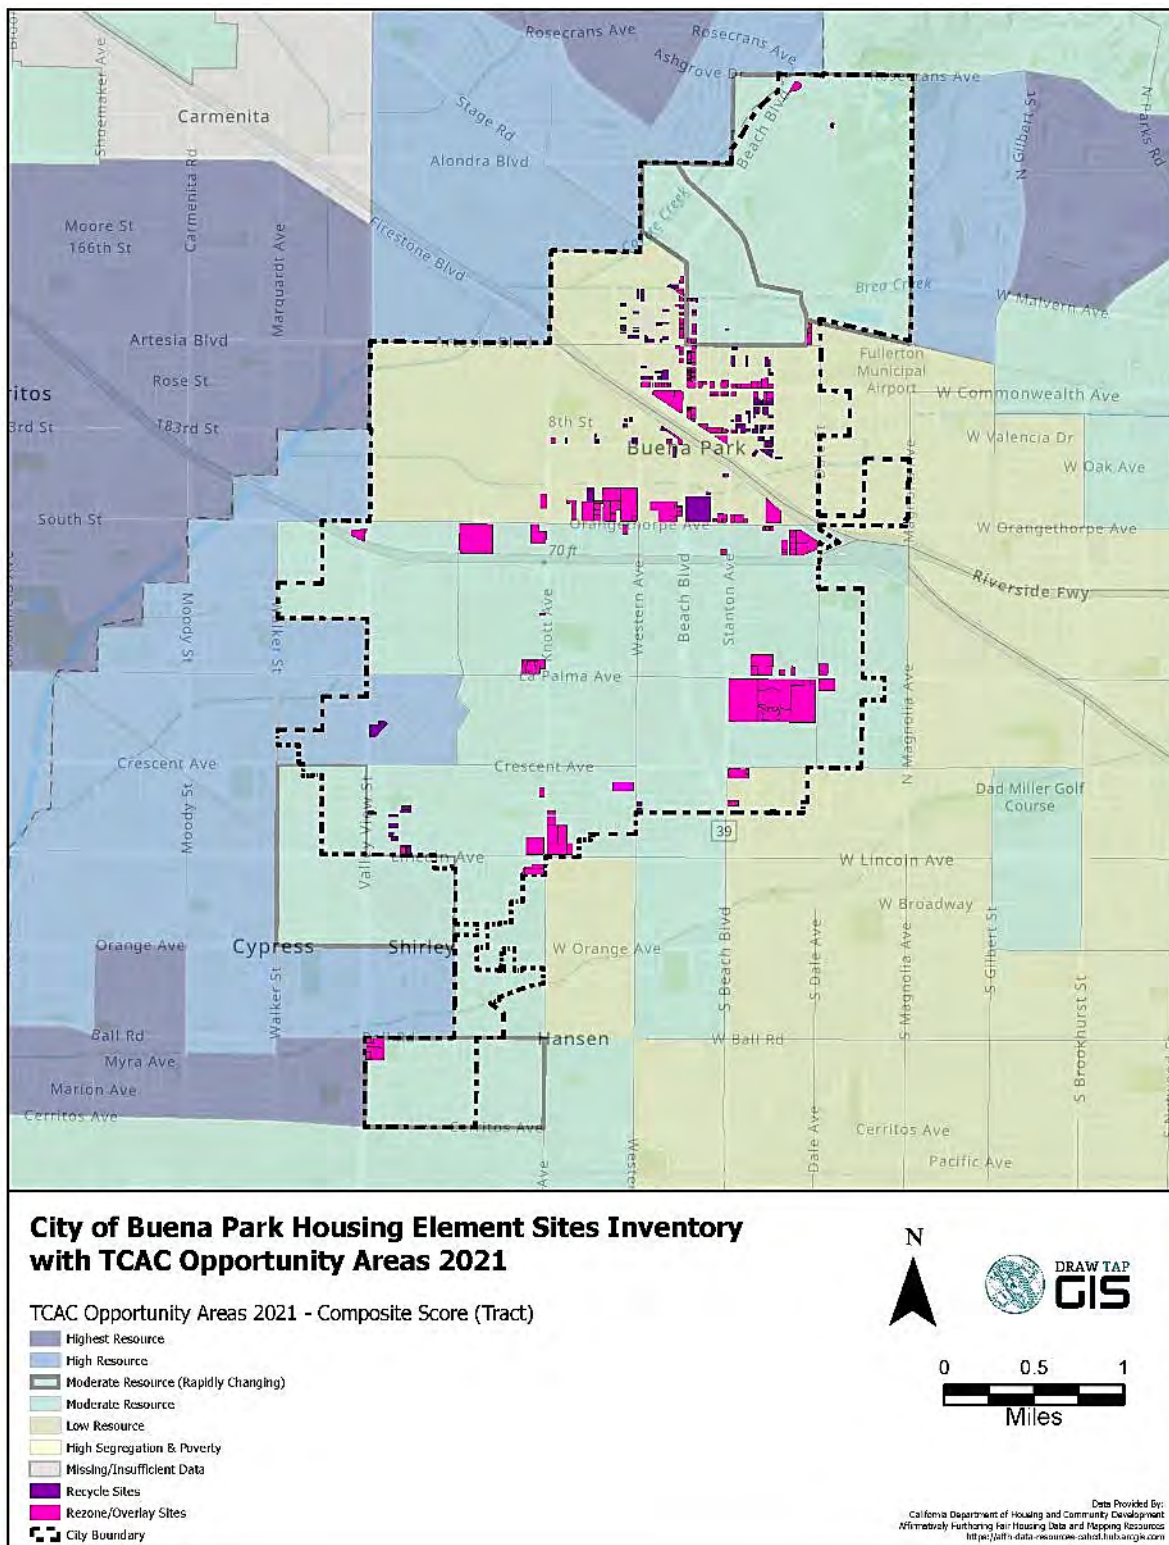 Rosecrans Ave
Rosecrans Ave
Ashgrove Dr
Rosecrans Ave
Shoemaker Ave
Carmenita
Stage Rd
Beach Blvd
N Gilbert St
N Parks Rd
Alondra Blvd
Carmenita Rd
Moore St
166th St
Marquardt Ave
Firestone Blvd
Coyote Creek
Brea Creek
W Malvern Ave
Artesia Blvd
Artesia Blvd
Fullerton
Municipal
Airport
Rose St
ritos
W Commonwealth Ave
3rd St
183rd St
8th St
Buena Park
W Valencia Dr
W Oak Ave
South St
Orangethorpe Ave
W Orangethorpe Ave
70 ft
Riverside Fwy
Moody St
Walker St
Knott Ave
Western Ave
Beach Blvd
Stanton Ave
La Palma Ave
N Magnolia Ave
Crescent Ave
Crescent Ave
Dad Miller Golf
Course
Moody St
Valley View St
39
Lincoln Ave
W Lincoln Ave
W Broadway
Orange Ave
Cypress
Shirley
W Orange Ave
S Beach Blvd
S Dale Ave
S Magnolia Ave
S Gilbert St
Walker St
Ball Rd
Ball Rd
Hansen
W Ball Rd
S Brookhurst St
Myra Ave
Marion Ave
Cerritos Ave
Cerritos Ave
Cerritos Ave
Dale Ave
Pacific Ave
Ave
Weste
City of Buena Park Housing Element Sites Inventory
with TCAC Opportunity Areas 2021
N
DRAW TAP
GIS
TCAC Opportunity Areas 2021 - Composite Score (Tract)
Highest Resource
High Resource
Moderate Resource (Rapidly Changing)
Moderate Resource
Low Resource
High Segregation & Poverty
Missing/Insufficient Data
Recycle Sites
Rezone/Overlay Sites
City Boundary
0 0.5 1
Miles
Data Provided By:
California Department of Housing and Community Development
Affirmatively Furthering Fair Housing Data and Mapping Resources